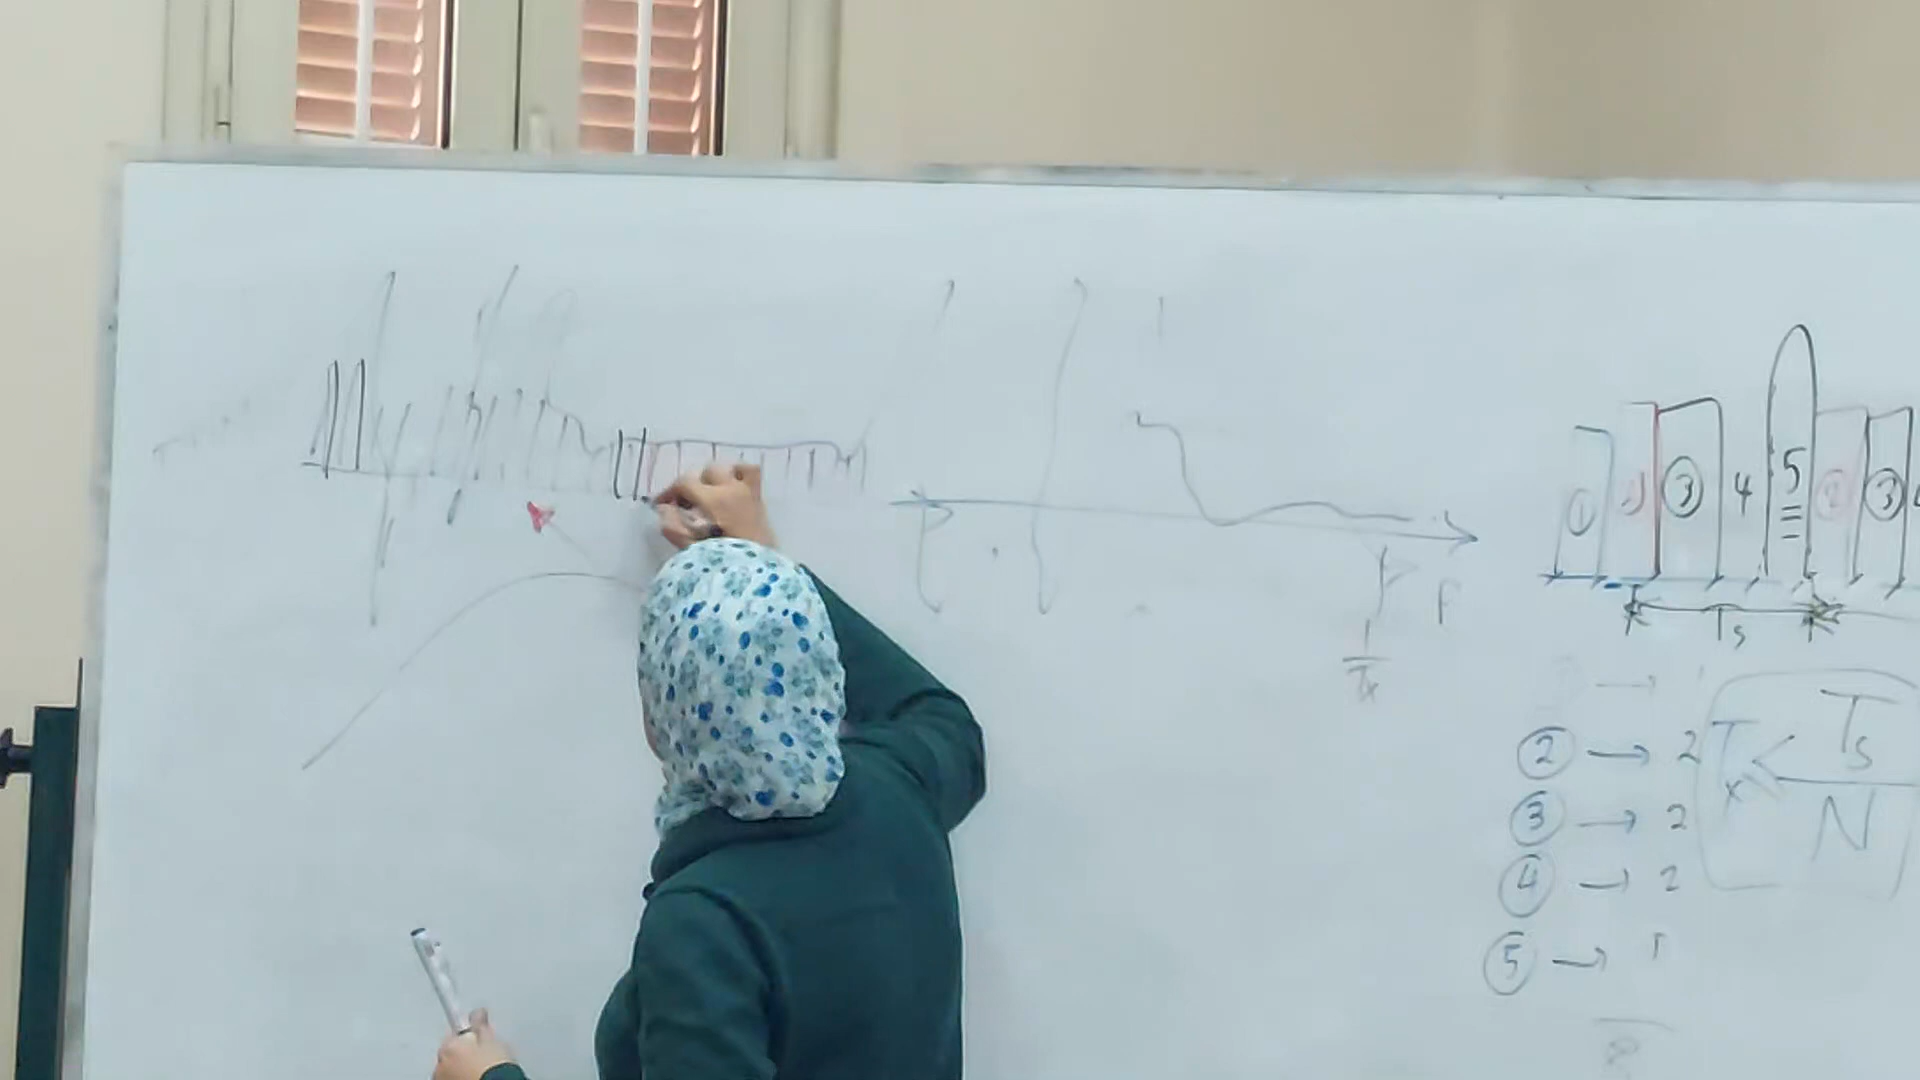 ① 2 ③ 4 5 2 ③
Ts
F
1
Tx
② → 2
③ → 2
④ → 2
⑤ → 1
Tx < Ts
N